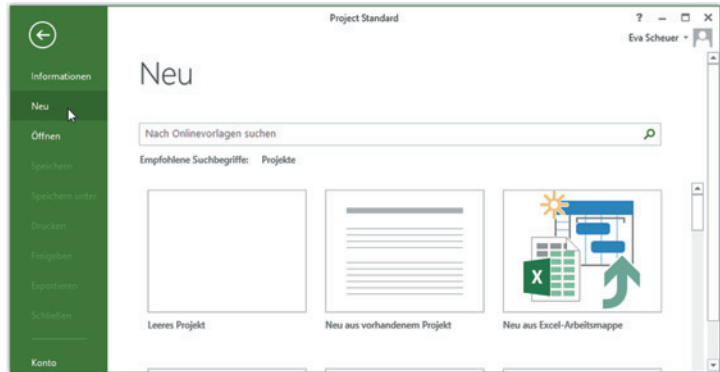 Project Standard
?
Eva Scheuer
Informationen
Neu
Öffnen
Speichern
Speichern unter
Drucken
Freigeben
Exportieren
Schließen
Konto
Neu
Nach Onlinevorlagen suchen
Empfohlene Suchbegriffe: Projekte
X
Leeres Projekt
Neu aus vorhandenem Projekt
Neu aus Excel-Arbeitsmappe